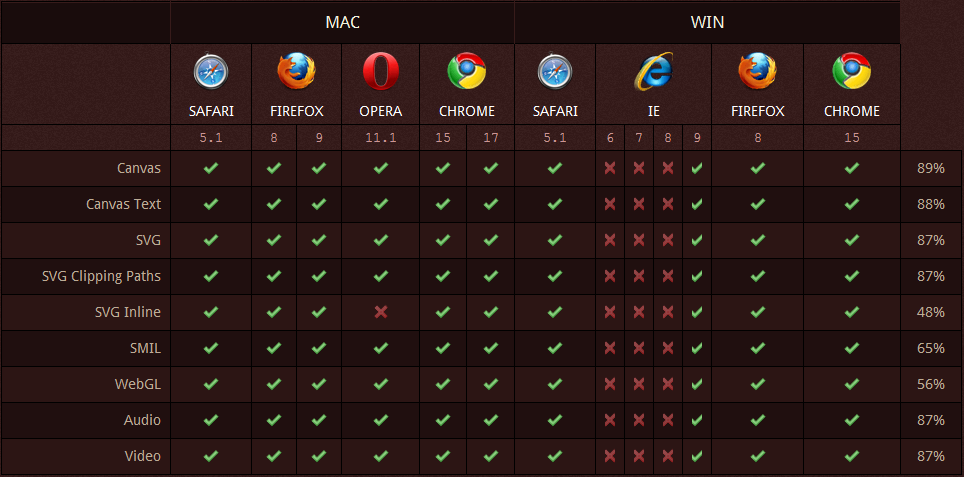 MAC WIN
SAFARI FIREFOX OPERA CHROME SAFARI IE FIREFOX CHROME
5.1 8 9 11.1 15 17 5.1 6 7 8 9 8 15
Canvas 89%
Canvas Text 88%
SVG 87%
SVG Clipping Paths 87%
SVG Inline 48%
SMIL 65%
WebGL 56%
Audio 87%
Video 87%